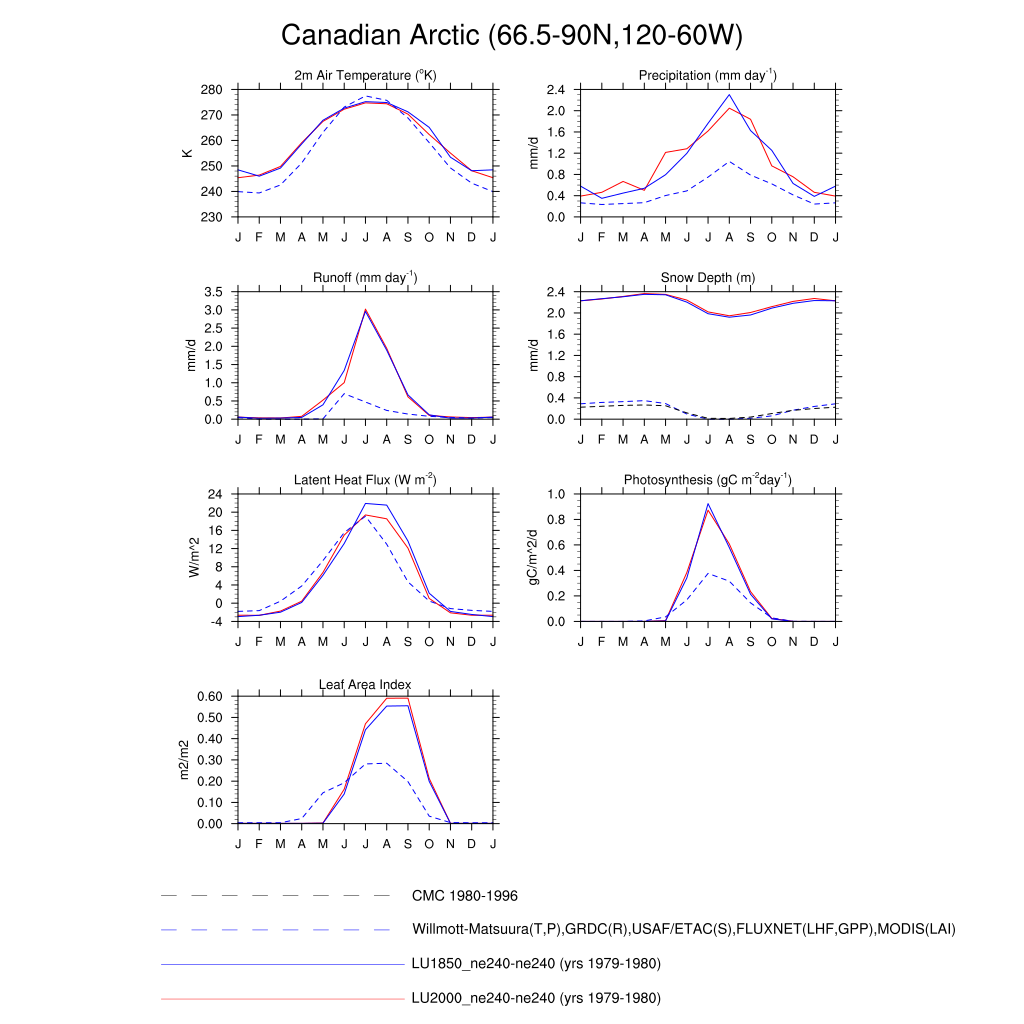 Canadian Arctic (66.5-90N,120-60W)
2m Air Temperature (°K)
280
270
260
250
240
230
K
J F M A M J J A S O N D J
Precipitation (mm day-1)
2.4
2.0
1.6
1.2
0.8
0.4
0.0
mm/d
J F M A M J J A S O N D J
Runoff (mm day-1)
3.5
3.0
2.5
2.0
1.5
1.0
0.5
0.0
mm/d
J F M A M J J A S O N D J
Snow Depth (m)
2.4
2.0
1.6
1.2
0.8
0.4
0.0
mm/d
J F M A M J J A S O N D J
Latent Heat Flux (W m-2)
24
20
16
12
8
4
0
-4
W/m^2
J F M A M J J A S O N D J
Photosynthesis (gC m-2day-1)
1.0
0.8
0.6
0.4
0.2
0.0
gC/m^2/d
J F M A M J J A S O N D J
Leaf Area Index
0.60
0.50
0.40
0.30
0.20
0.10
0.00
m2/m2
J F M A M J J A S O N D J
CMC 1980-1996
Willmott-Matsuura(T,P),GRDC(R),USAF/ETAC(S),FLUXNET(LHF,GPP),MODIS(LAI)
LU1850_ne240-ne240 (yrs 1979-1980)
LU2000_ne240-ne240 (yrs 1979-1980)